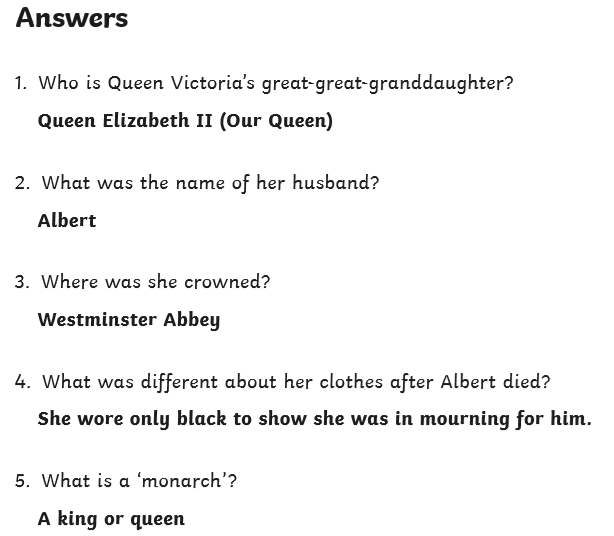 Answers
1. Who is Queen Victoria's great-great-granddaughter?
Queen Elizabeth II (Our Queen)
2. What was the name of her husband?
Albert
3. Where was she crowned?
Westminster Abbey
4. What was different about her clothes after Albert died?
She wore only black to show she was in mourning for him.
5. What is a ‘monarch’?
A king or queen